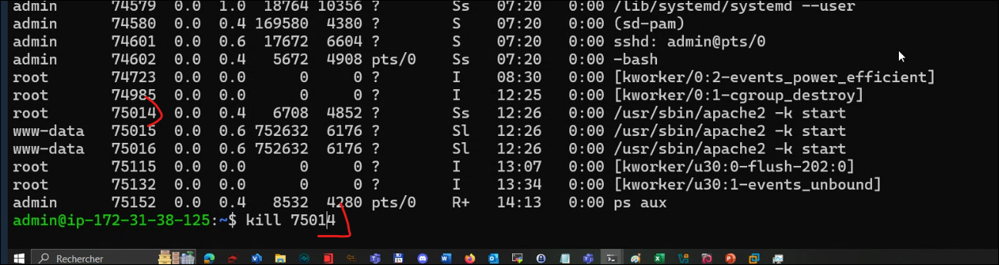 admin 74579 0.0 1.0 18764 10356 ? Ss 07:20 0:00 /lib/systemd/systemd --user
admin 74580 0.0 0.4 169580 4380 ? S 07:20 0:00 (sd-pam)
admin 74601 0.0 0.6 17672 6604 ? S 07:20 0:00 sshd: admin@pts/0
admin 74602 0.0 0.4 5672 4908 pts/0 Ss 07:20 0:00 -bash
root 74723 0.0 0.0 0 0 ? I 08:30 0:00 [kworker/0:2-events_power_efficient]
root 74985 0.0 0.0 0 0 ? I 12:25 0:00 [kworker/0:1-cgroup_destroy]
root 75014 0.0 0.4 6708 4852 ? Ss 12:26 0:00 /usr/sbin/apache2 -k start
www-data 75015 0.0 0.6 752632 6176 ? Sl 12:26 0:00 /usr/sbin/apache2 -k start
www-data 75016 0.0 0.6 752632 6176 ? Sl 12:26 0:00 /usr/sbin/apache2 -k start
root 75115 0.0 0.0 0 0 ? I 13:07 0:00 [kworker/u30:0-flush-202:0]
root 75132 0.0 0.0 0 0 ? I 13:34 0:00 [kworker/u30:1-events_unbound]
admin 75152 0.0 0.4 8532 4280 pts/0 R+ 14:13 0:00 ps aux
admin@ip-172-31-38-125:~$ kill 75014
Rechercher